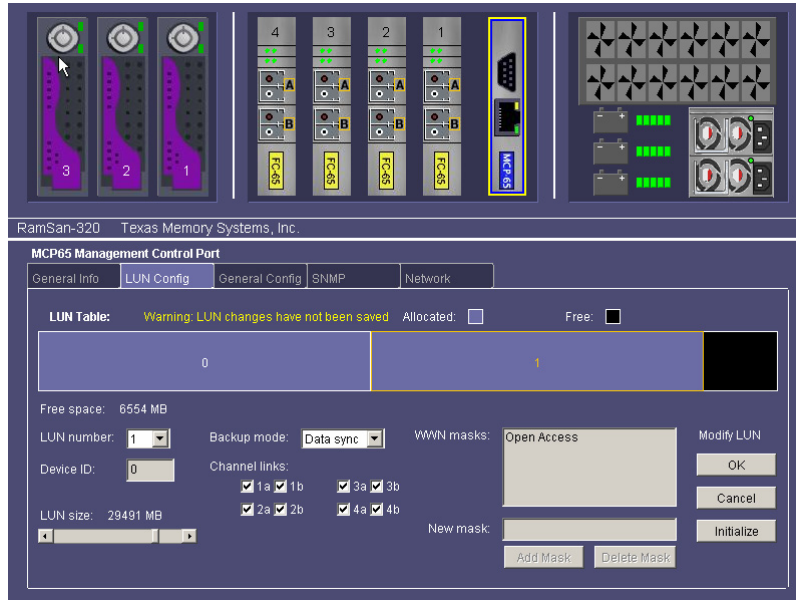 4 3 2 1
A A A A
B B B B
3 2 1
FC-65 FC-65 FC-65 FC-65 MCP 65
RamSan-320 Texas Memory Systems, Inc.
MCP65 Management Control Port
General Info LUN Config General Config SNMP Network
LUN Table: Warning: LUN changes have not been saved Allocated: Free:
0 1
Free space: 6554 MB
LUN number: 1 Backup mode: Data sync WWN masks: Open Access Modify LUN
Device ID: 0 Channel links: OK
1a 1b 3a 3b
2a 2b 4a 4b Cancel
LUN size: 29491 MB
New mask: Initialize
Add Mask Delete Mask